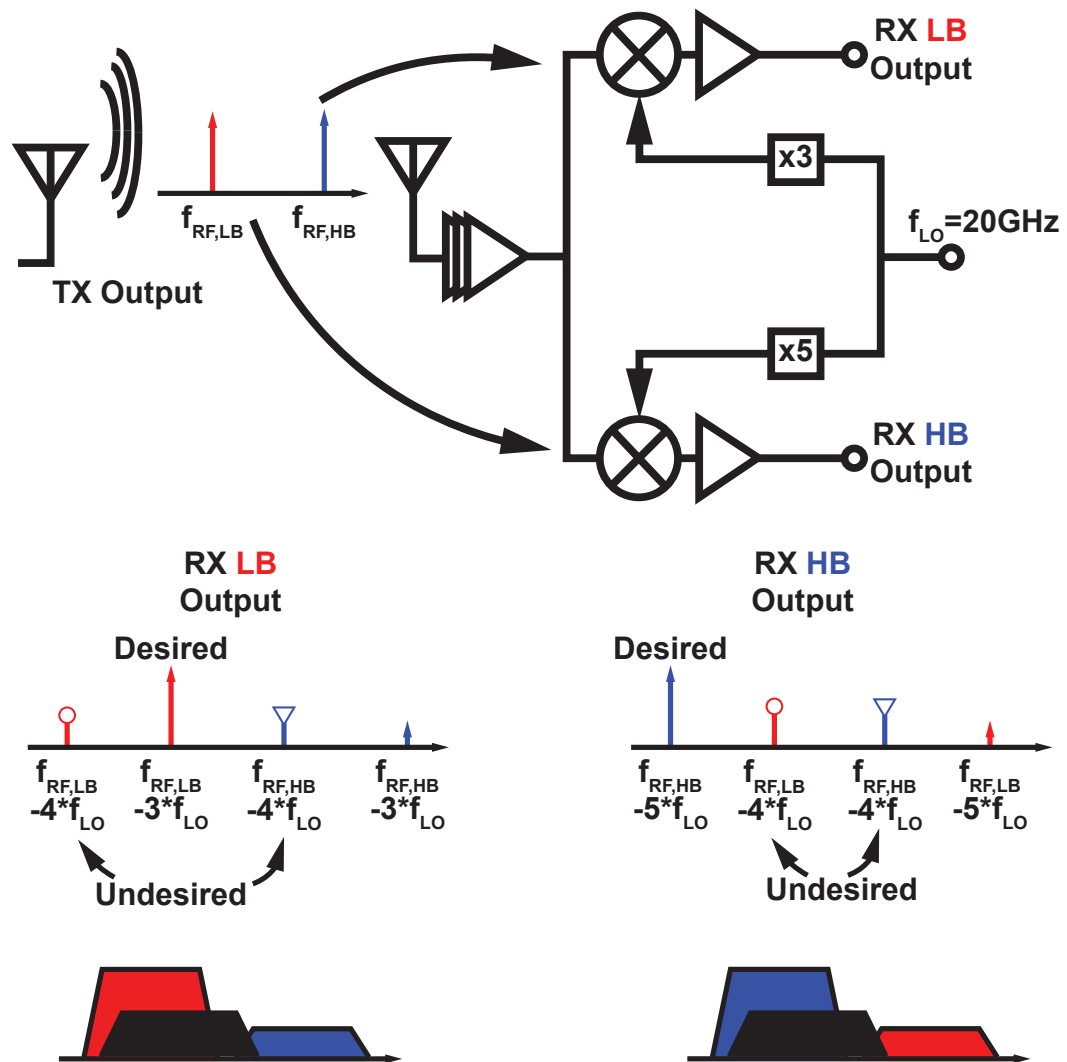 RX LB
Output
x3
f_RF,LB
f_RF,HB
f_LO=20GHz
TX Output
x5
RX HB
Output
RX LB
Output
Desired
f_RF,LB
-4*f_LO
f_RF,LB
-3*f_LO
f_RF,HB
-4*f_LO
f_RF,HB
-3*f_LO
Undesired
RX HB
Output
Desired
f_RF,HB
-5*f_LO
f_RF,LB
-4*f_LO
f_RF,HB
-4*f_LO
f_RF,LB
-5*f_LO
Undesired